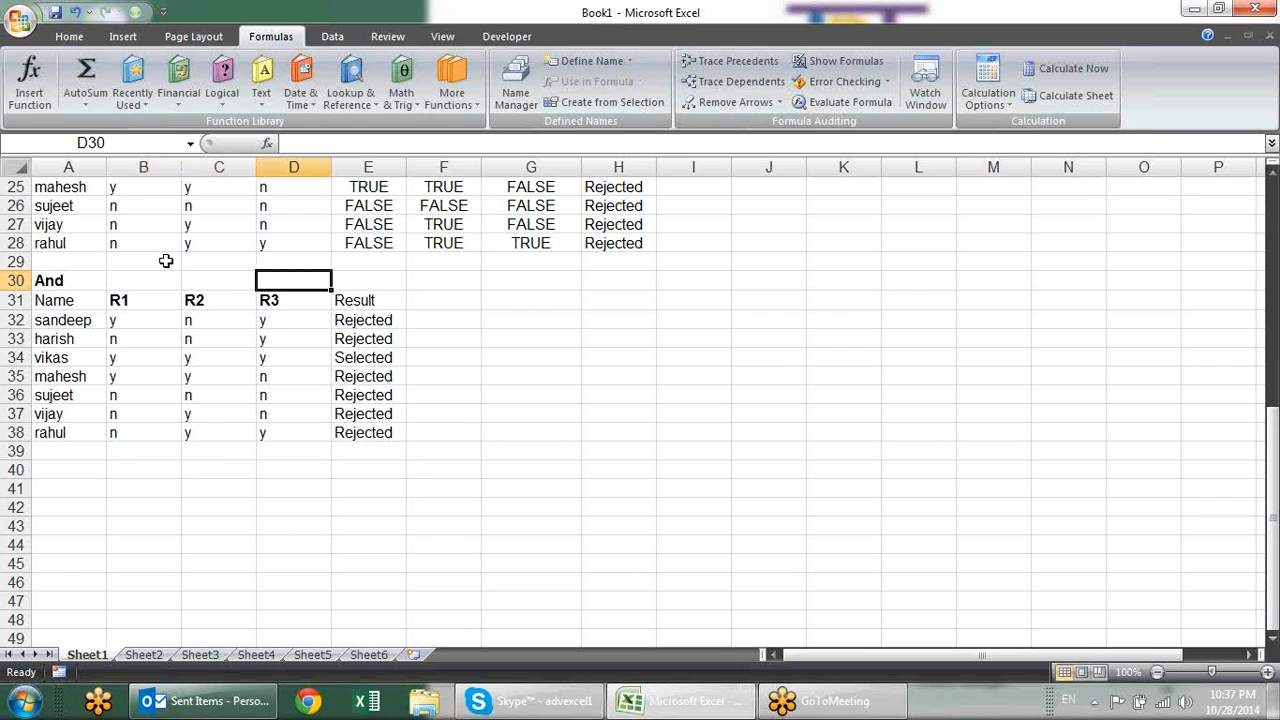 Book1 - Microsoft Excel
Home Insert Page Layout Formulas Data Review View Developer
fx Σ A ? θ
Insert Function AutoSum Recently Used Financial Logical Text Date & Time Lookup & Reference Math & Trig More Functions
Function Library
Name Manager Define Name Use in Formula Create from Selection
Defined Names
Trace Precedents Trace Dependents Remove Arrows Show Formulas Error Checking Evaluate Formula Watch Window
Formula Auditing
Calculation Options Calculate Now Calculate Sheet
Calculation
D30 fx
A B C D E F G H I J K L M N O P
25 mahesh y y n TRUE TRUE FALSE Rejected
26 sujeet n n n FALSE FALSE FALSE Rejected
27 vijay n y n FALSE TRUE FALSE Rejected
28 rahul n y y FALSE TRUE TRUE Rejected
29
30 And
31 Name R1 R2 R3 Result
32 sandeep y n y Rejected
33 harish n n y Rejected
34 vikas y y y Selected
35 mahesh y y n Rejected
36 sujeet n n n Rejected
37 vijay n y n Rejected
38 rahul n y y Rejected
39
40
41
42
43
44
45
46
47
48
49
Sheet1 Sheet2 Sheet3 Sheet4 Sheet5 Sheet6
Ready 100%
Sent Items - Perso... Skype™ - advexcel1 Microsoft Excel - ... GoToMeeting EN 10:37 PM
10/28/2014